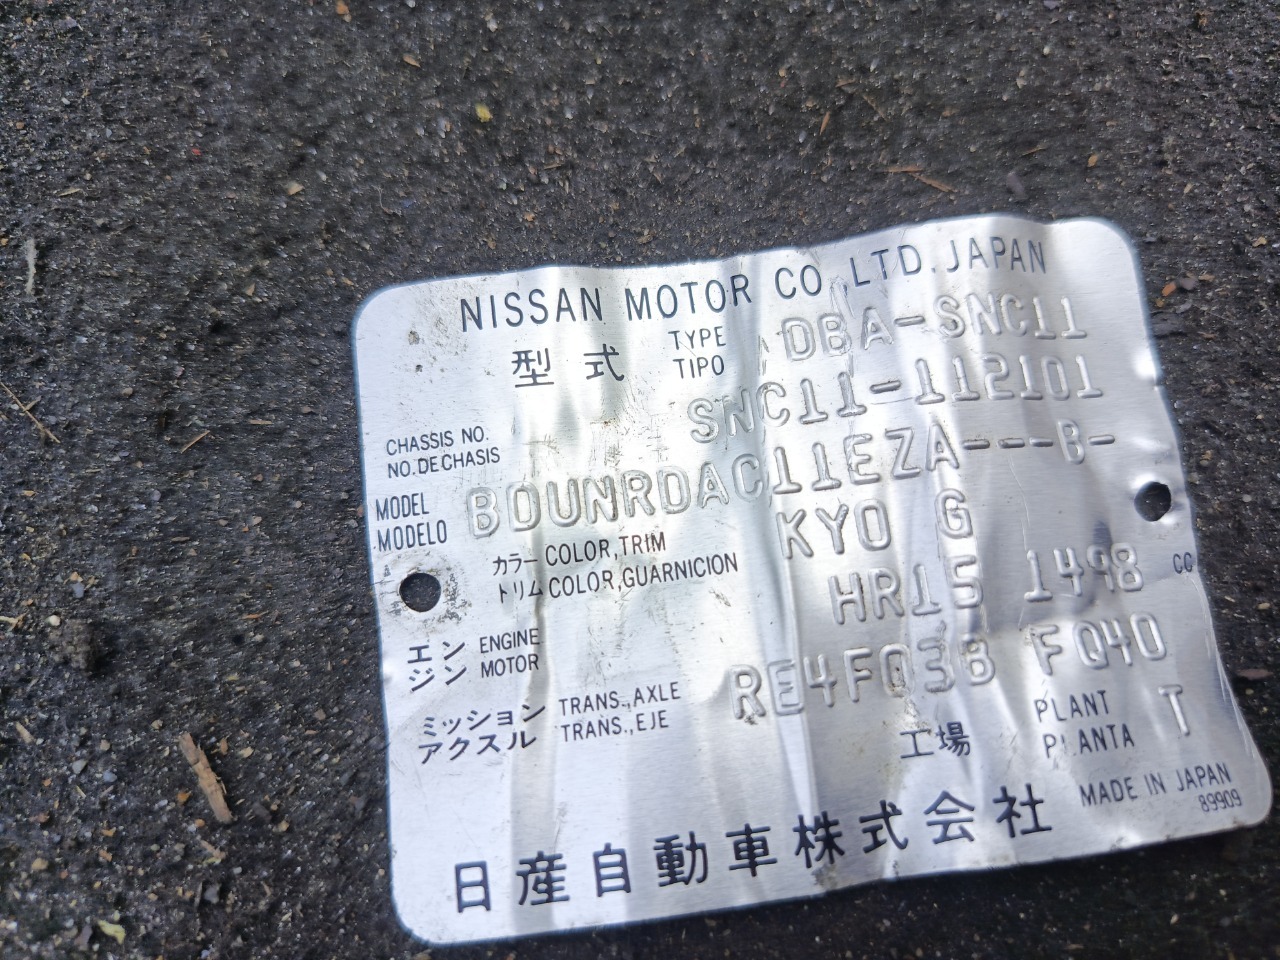 NISSAN MOTOR CO.,LTD. JAPAN
型式 TYPE TIPO DBA-SNC11
CHASSIS NO. NO. DE CHASIS SNC11-112101
MODEL MODELO BOUNRDAC11EZA---B-
カラー COLOR,TRIM KYO G
トリム COLOR,GUARNICION
エンジン ENGINE MOTOR HR15 1498 CC
ミッション TRANS.,AXLE RE4F03B FQ40
アクスル TRANS.,EJE
工場 PLANT PLANTA T
MADE IN JAPAN
89909
日産自動車株式会社